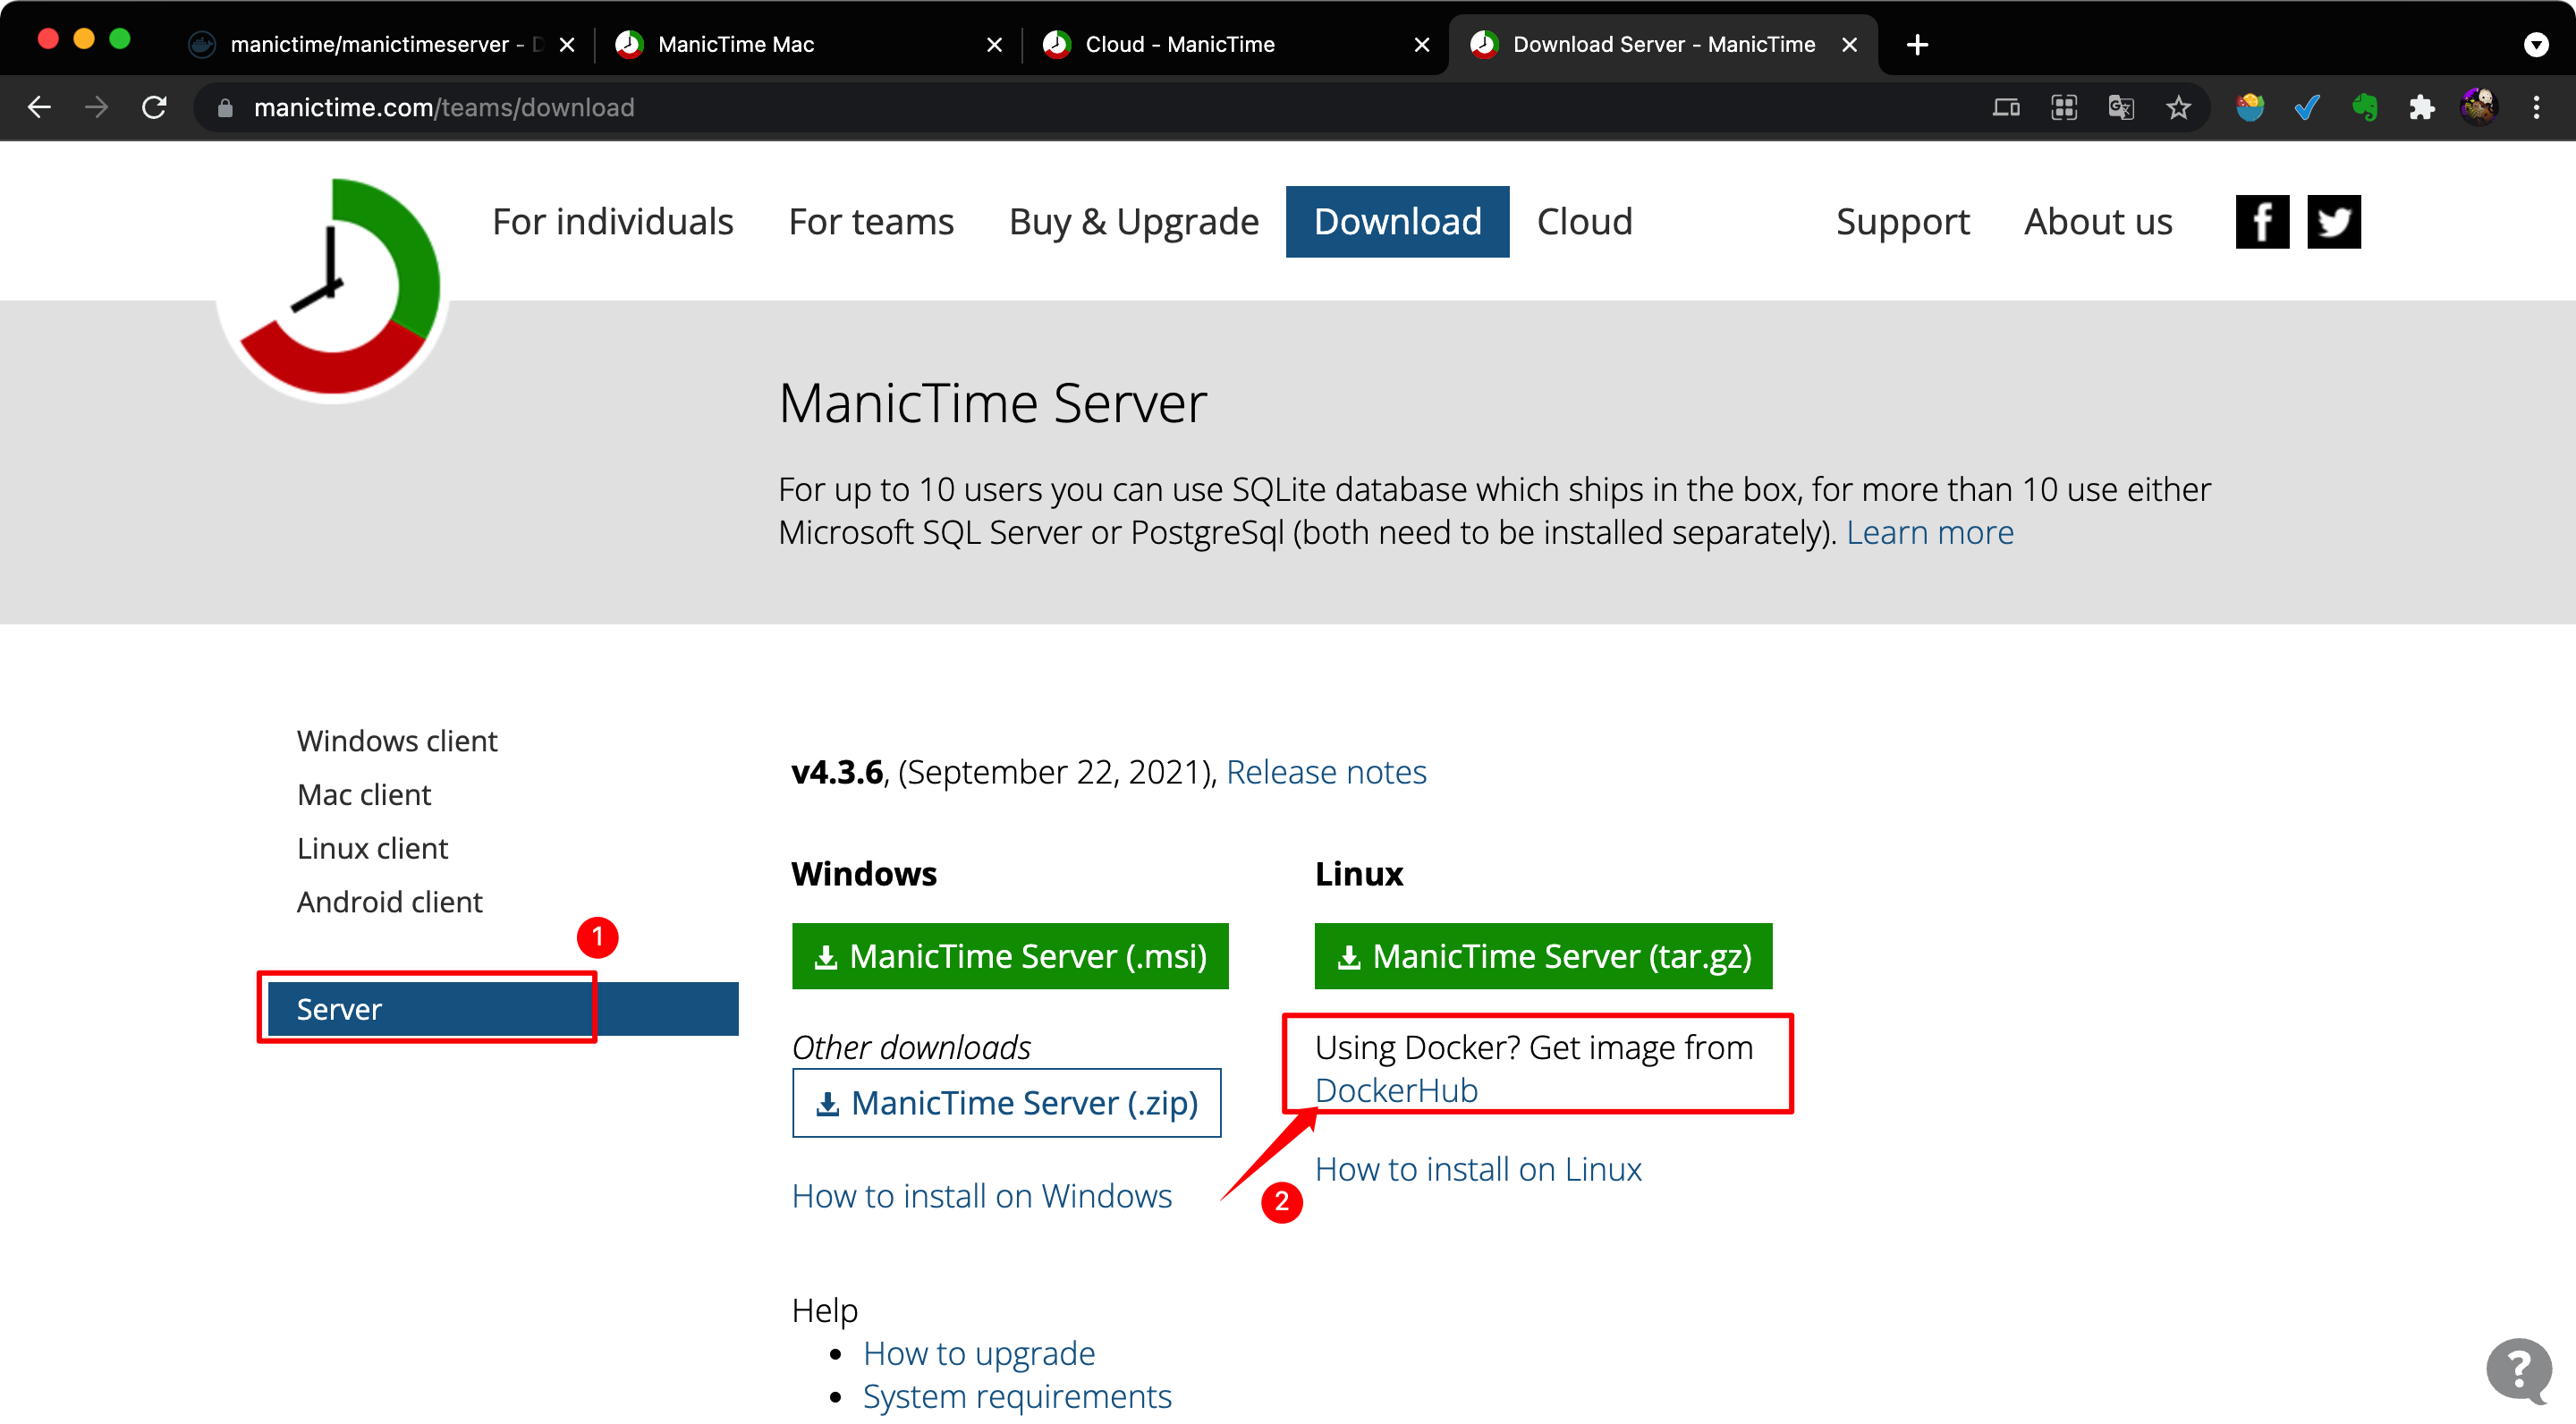 manictime/manictimeserver - D
ManicTime Mac
Cloud - ManicTime
Download Server - ManicTime
manictime.com/teams/download
For individuals
For teams
Buy & Upgrade
Download
Cloud
Support
About us
ManicTime Server
For up to 10 users you can use SQLite database which ships in the box, for more than 10 use either
Microsoft SQL Server or PostgreSql (both need to be installed separately). Learn more
Windows client
Mac client
Linux client
Android client
1
Server
v4.3.6, (September 22, 2021), Release notes
Windows
ManicTime Server (.msi)
Other downloads
ManicTime Server (.zip)
How to install on Windows
Linux
ManicTime Server (tar.gz)
Using Docker? Get image from
DockerHub
2
How to install on Linux
Help
• How to upgrade
• System requirements
?